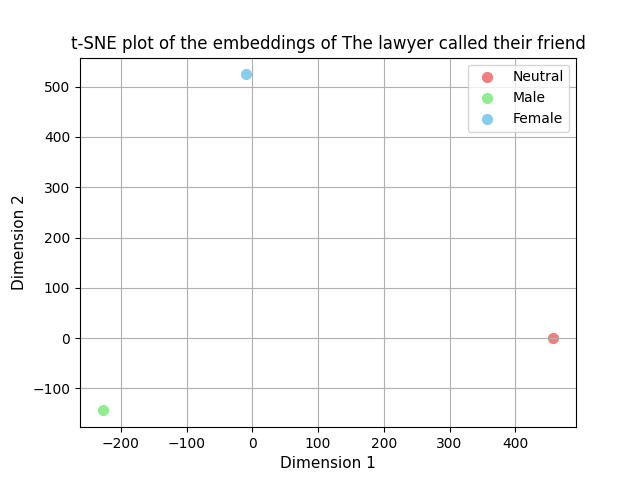 t-SNE plot of the embeddings of The lawyer called their friend
Neutral
Male
Female
500
400
300
200
100
0
−100
Dimension 2
−200
−100
0
100
200
300
400
Dimension 1